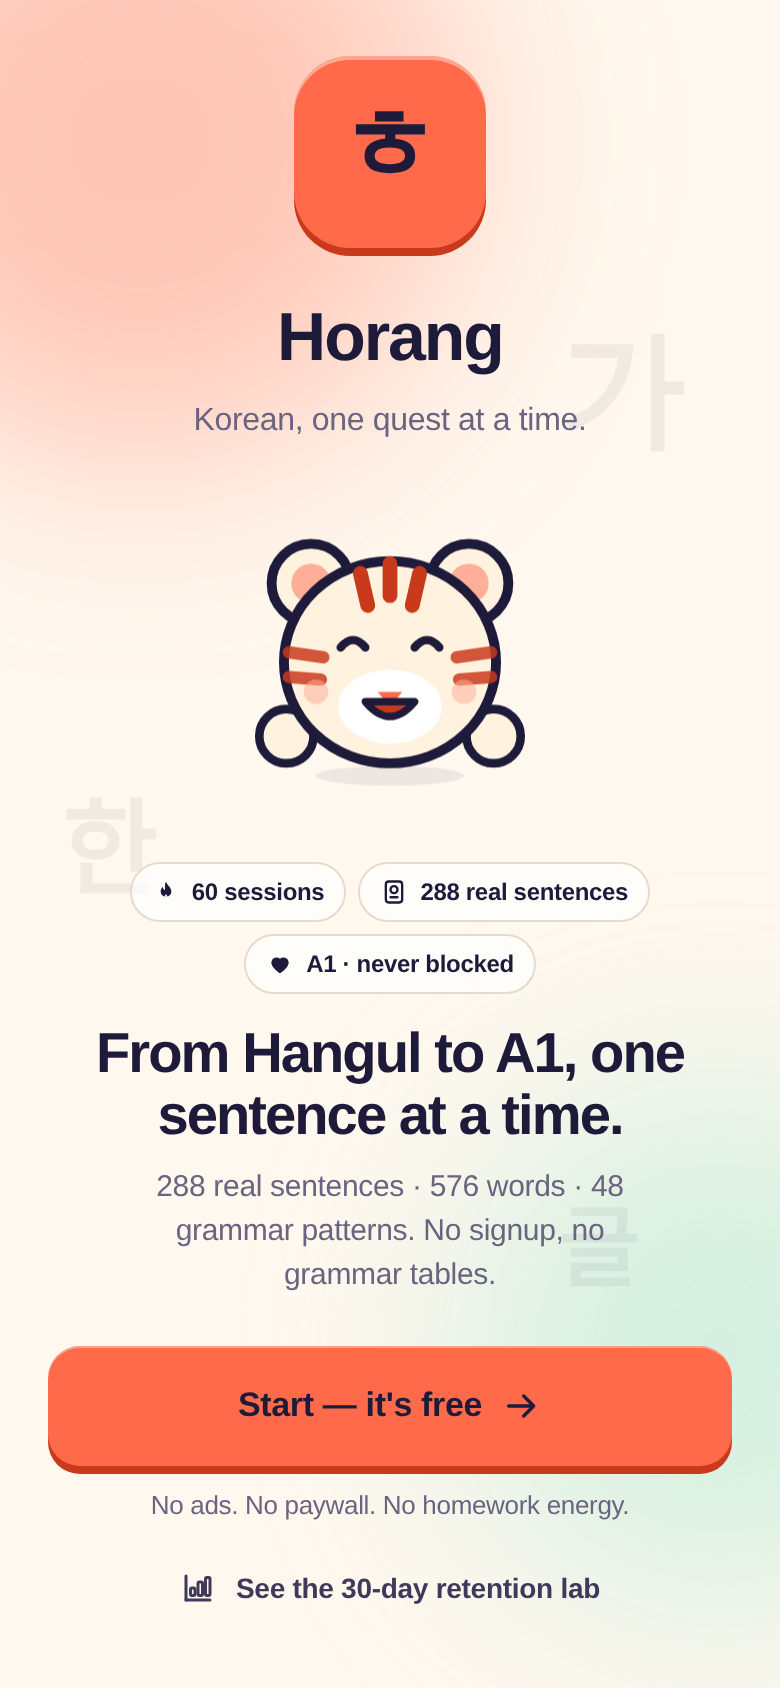 ㅎ
Horang
가
Korean, one quest at a time.
한
60 sessions
288 real sentences
A1 · never blocked
From Hangul to A1, one
sentence at a time.
288 real sentences · 576 words · 48
grammar patterns. No signup, no
글
grammar tables.
Start — it's free →
No ads. No paywall. No homework energy.
See the 30-day retention lab